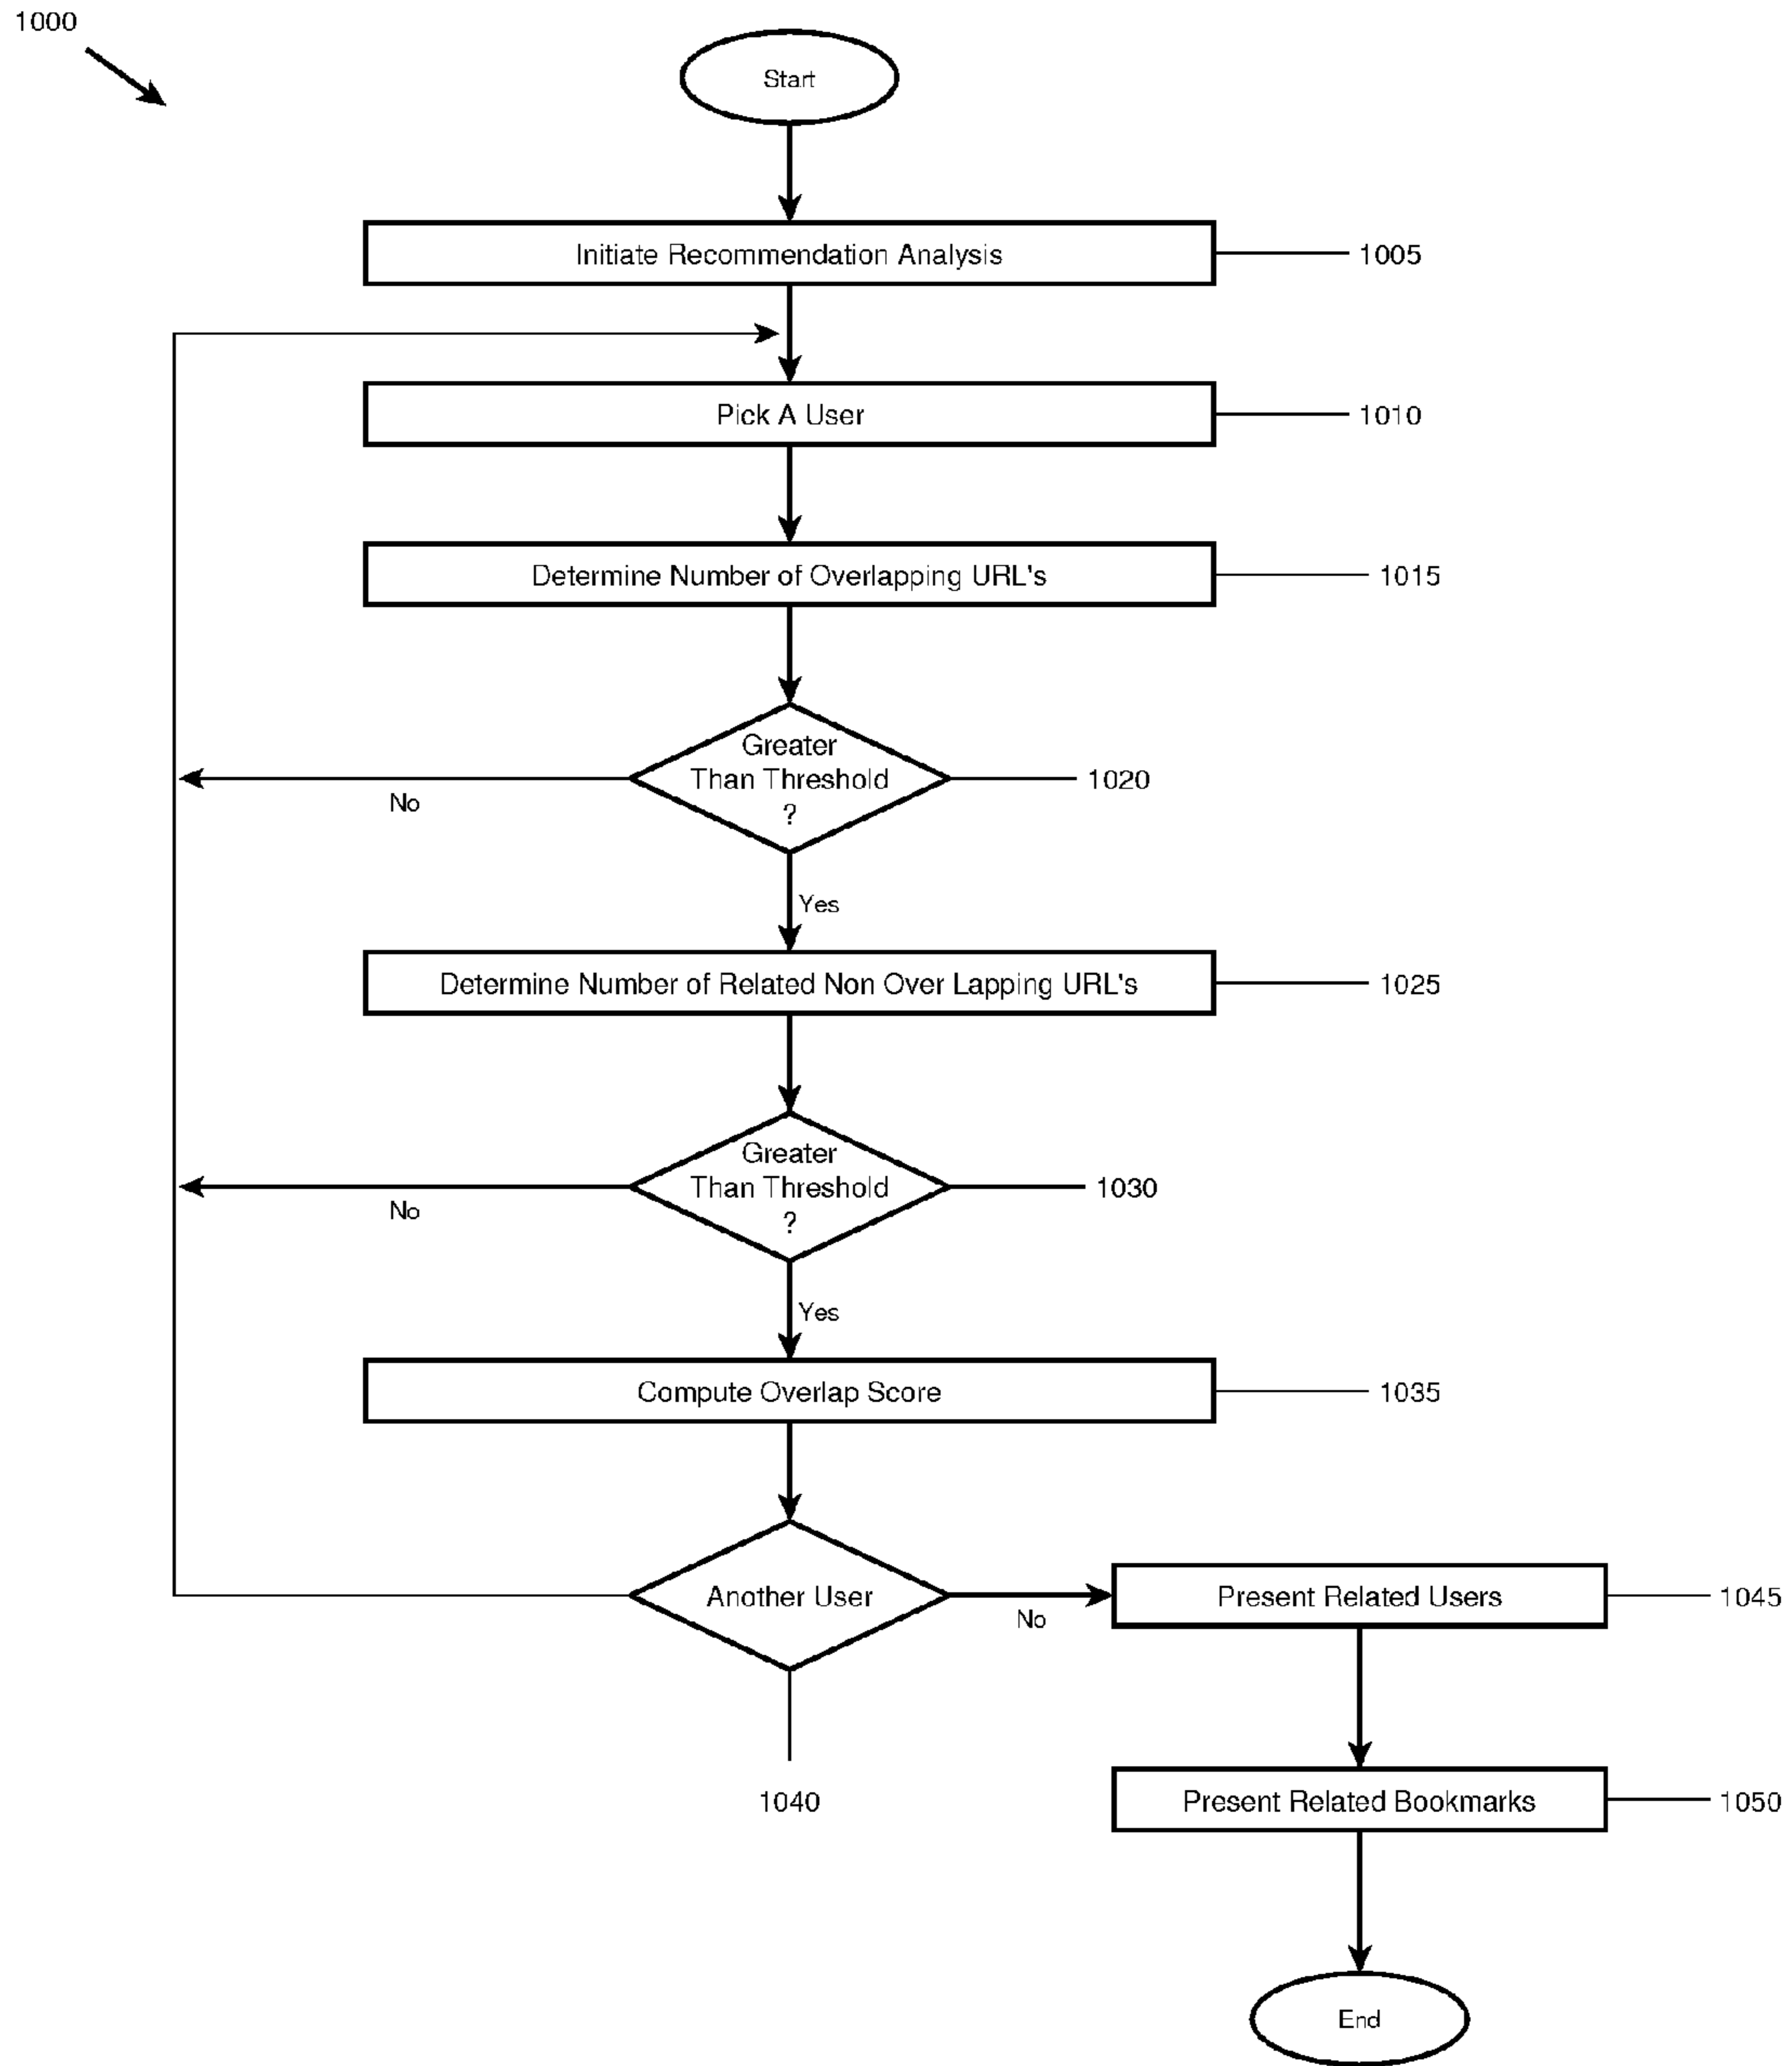 1000
Start
Initiate Recommendation Analysis
1005
Pick A User
1010
Determine Number of Overlapping URL's
1015
Greater
Than Threshold
?
1020
No
Yes
Determine Number of Related Non Over Lapping URL's
1025
Greater
Than Threshold
?
1030
No
Yes
Compute Overlap Score
1035
Another User
No
Present Related Users
1045
1040
Present Related Bookmarks
1050
End